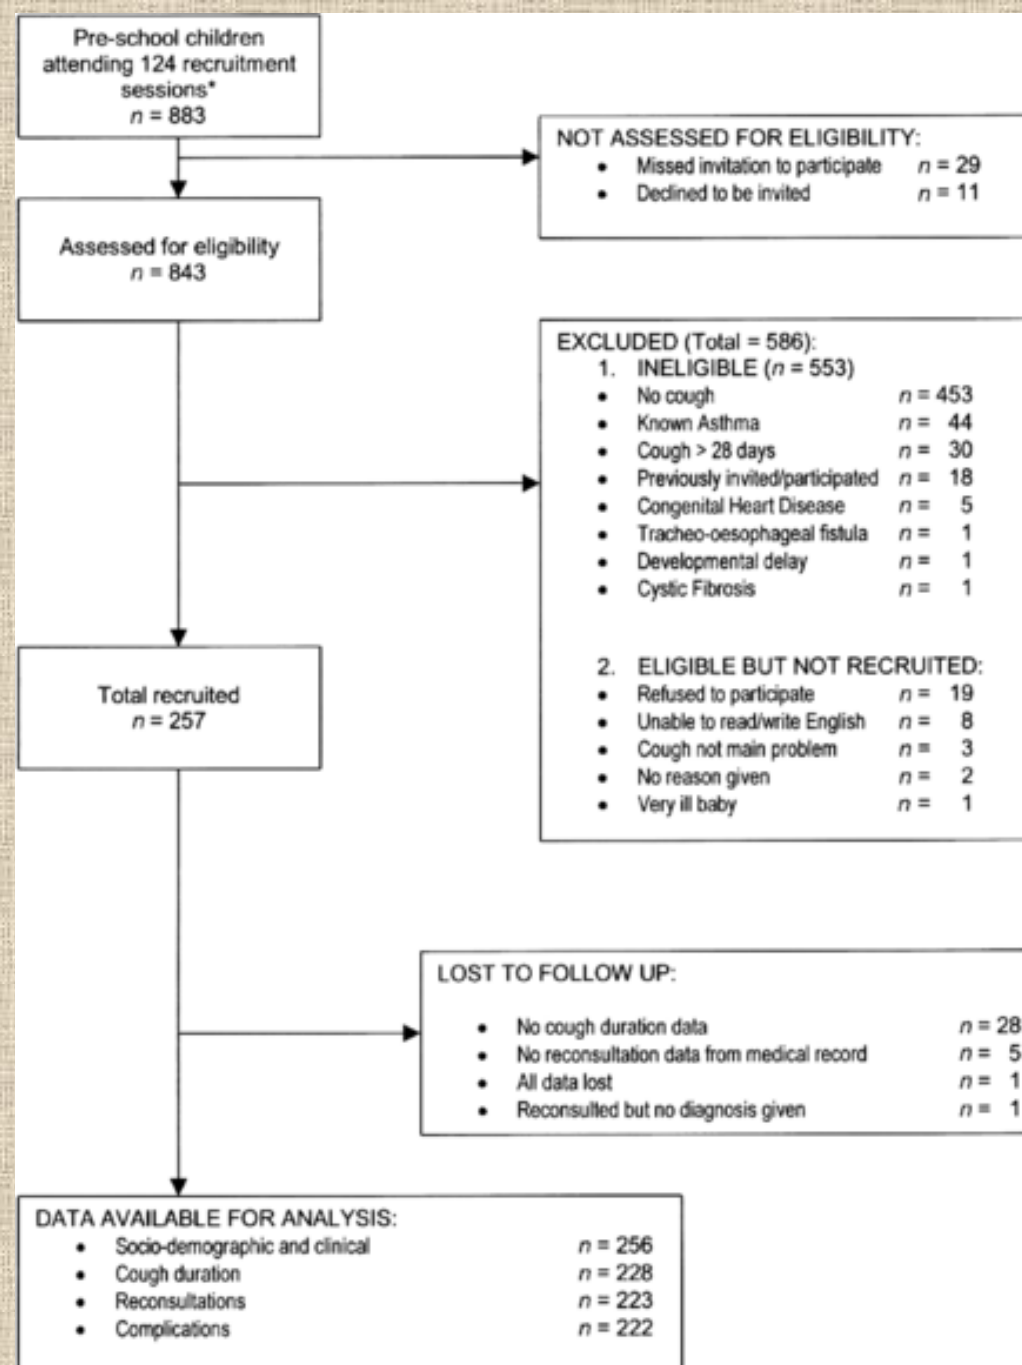 Pre-school children
attending 124 recruitment
sessions*
n = 883
NOT ASSESSED FOR ELIGIBILITY:
• Missed invitation to participate n = 29
• Declined to be invited n = 11
Assessed for eligibility
n = 843
EXCLUDED (Total = 586):
1. INELIGIBLE (n = 553)
• No cough n = 453
• Known Asthma n = 44
• Cough > 28 days n = 30
• Previously invited/participated n = 18
• Congenital Heart Disease n = 5
• Tracheo-oesophageal fistula n = 1
• Developmental delay n = 1
• Cystic Fibrosis n = 1
2. ELIGIBLE BUT NOT RECRUITED:
• Refused to participate n = 19
• Unable to read/write English n = 8
• Cough not main problem n = 3
• No reason given n = 2
• Very ill baby n = 1
Total recruited
n = 257
LOST TO FOLLOW UP:
• No cough duration data n = 28
• No reconsultation data from medical record n = 5
• All data lost n = 1
• Reconsulted but no diagnosis given n = 1
DATA AVAILABLE FOR ANALYSIS:
• Socio-demographic and clinical n = 256
• Cough duration n = 228
• Reconsultations n = 223
• Complications n = 222